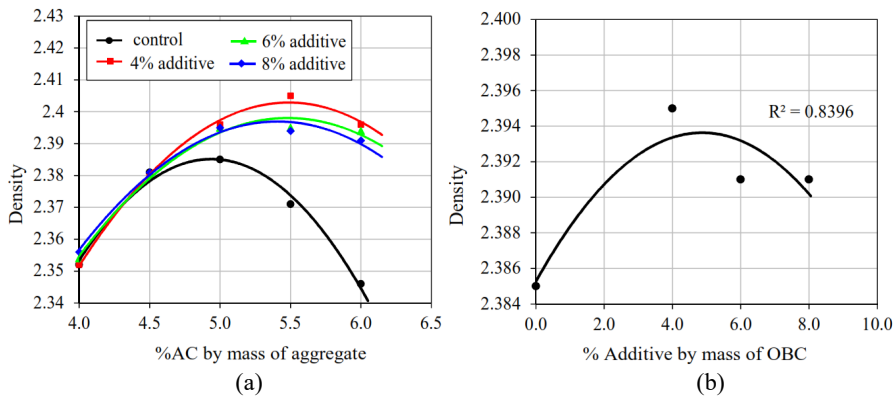 2.43
2.42
2.41
2.4
2.39
2.38
2.37
2.36
2.35
2.34
Density
control
4% additive
6% additive
8% additive
4.0 4.5 5.0 5.5 6.0 6.5
%AC by mass of aggregate
(a)
2.400
2.398
2.396
2.394
2.392
2.390
2.388
2.386
2.384
Density
R² = 0.8396
0.0 2.0 4.0 6.0 8.0 10.0
% Additive by mass of OBC
(b)